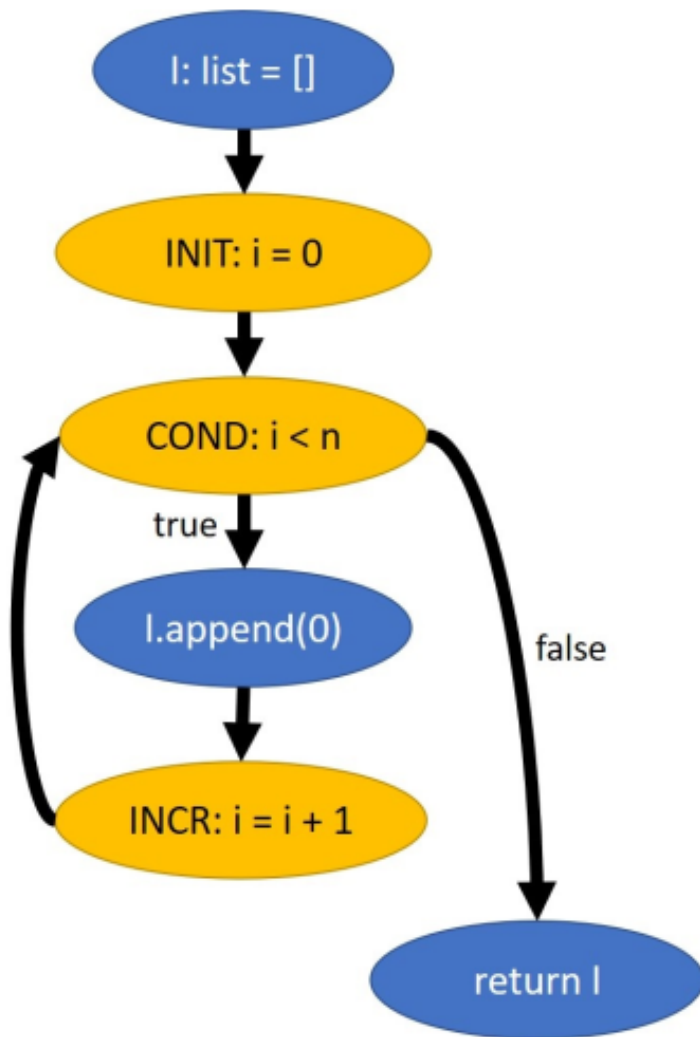 l: list = []
INIT: i = 0
COND: i < n
true
l.append(0)
false
INCR: i = i + 1
return l